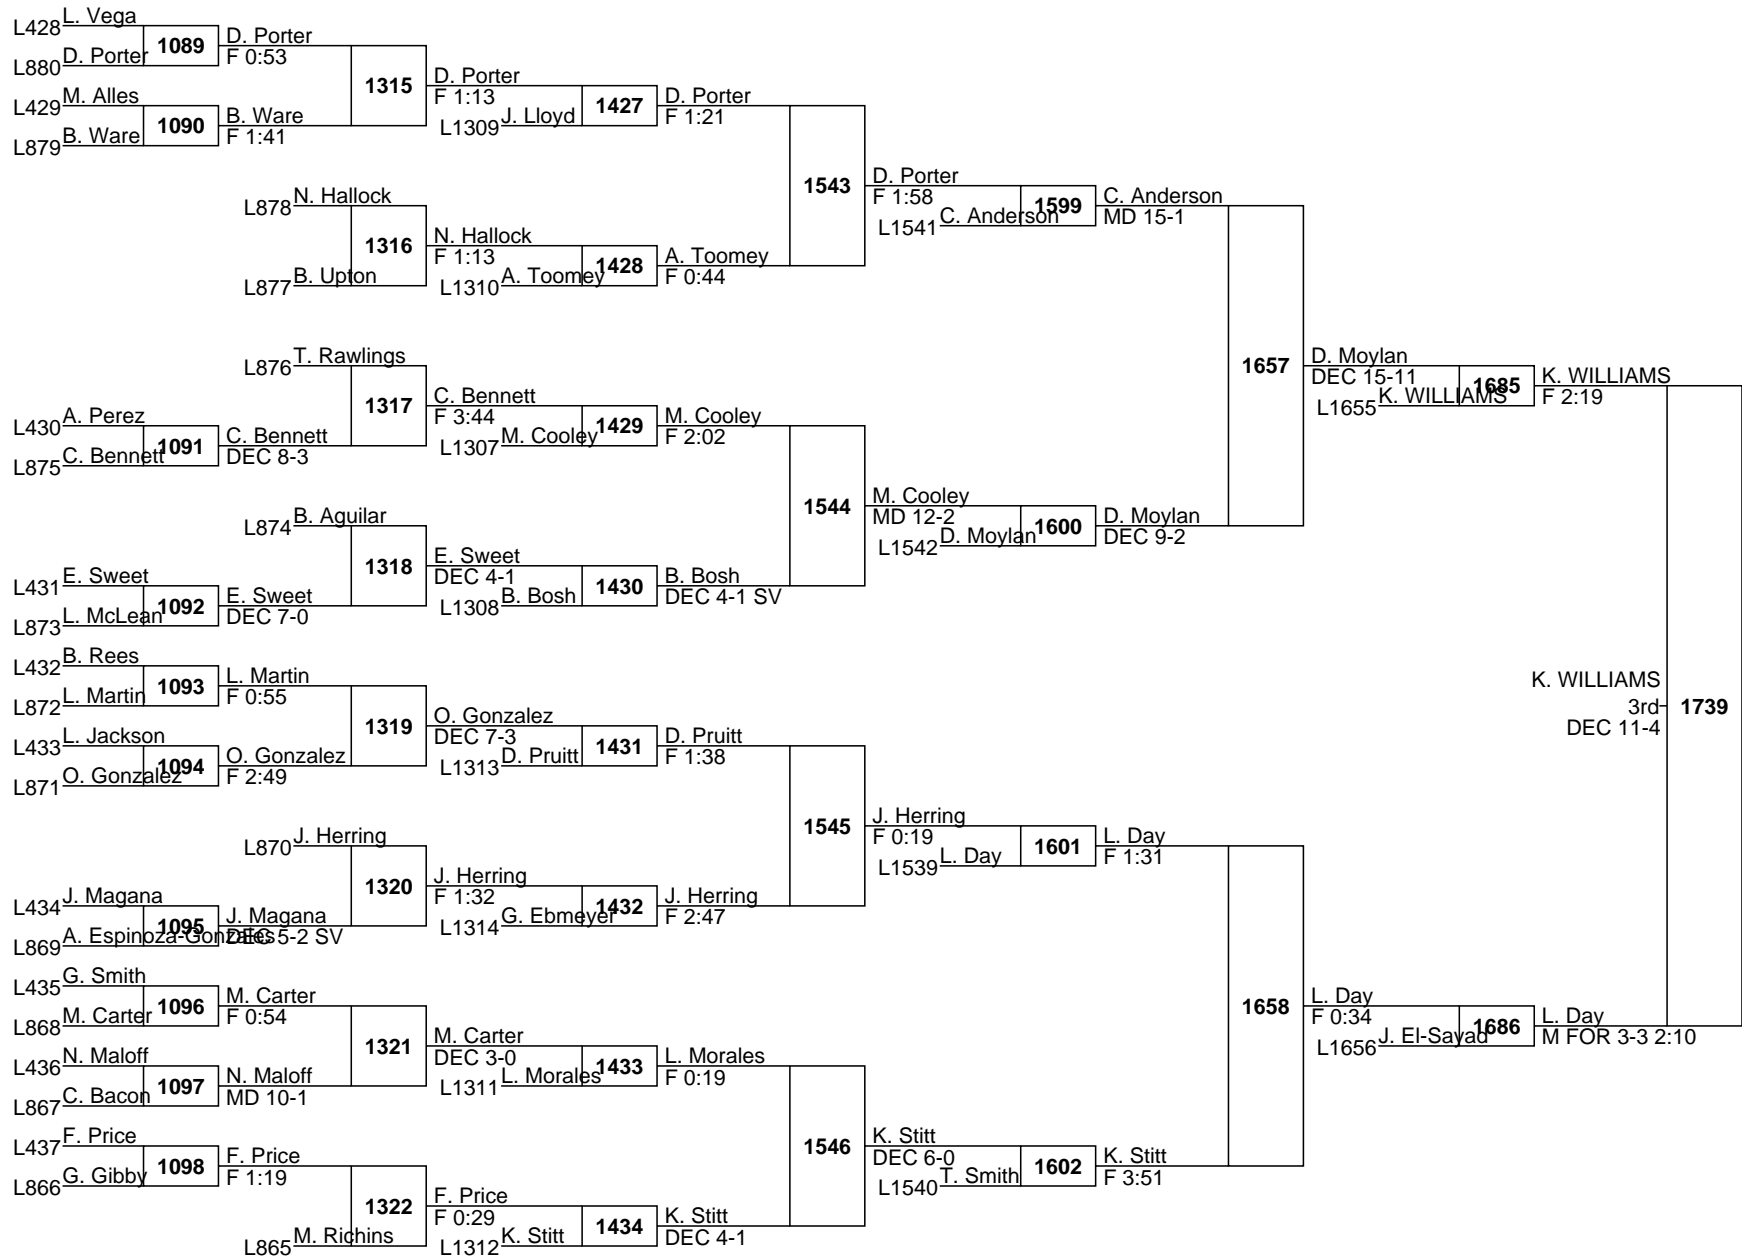 L428 L. Vega
1089
L880 D. Porter
D. Porter
F 0:53
L429 M. Alles
1090
L879 B. Ware
B. Ware
F 1:41
1315
D. Porter
F 1:13
L1309 J. Lloyd
1427
D. Porter
F 1:21
L878 N. Hallock
1316
L877 B. Upton
N. Hallock
F 1:13
L1310 A. Toomey
1428
A. Toomey
F 0:44
1543
D. Porter
F 1:58
L1541 C. Anderson
1599
C. Anderson
MD 15-1
L876 T. Rawlings
1317
L430 A. Perez
1091
L875 C. Bennett
C. Bennett
DEC 8-3
C. Bennett
F 3:44
L1307 M. Cooley
1429
M. Cooley
F 2:02
L874 B. Aguilar
1318
L431 E. Sweet
1092
L873 L. McLean
E. Sweet
DEC 7-0
E. Sweet
DEC 4-1
L1308 B. Bosh
1430
B. Bosh
DEC 4-1 SV
1544
M. Cooley
MD 12-2
L1542 D. Moylan
1600
D. Moylan
DEC 9-2
1657
D. Moylan
DEC 15-11
L1655 K. WILLIAMS
1685
K. WILLIAMS
F 2:19
L432 B. Rees
1093
L872 L. Martin
L. Martin
F 0:55
L433 L. Jackson
1094
L871 O. Gonzalez
O. Gonzalez
F 2:49
1319
O. Gonzalez
DEC 7-3
L1313 D. Pruitt
1431
D. Pruitt
F 1:38
L870 J. Herring
1320
L434 J. Magana
1095
L869 A. Espinoza-Gonzales
J. Magana
DEC 5-2 SV
J. Herring
F 1:32
L1314 G. Ebmeyer
1432
J. Herring
F 2:47
1545
J. Herring
F 0:19
L1539 L. Day
1601
L. Day
F 1:31
L435 G. Smith
1096
L868 M. Carter
M. Carter
F 0:54
L436 N. Maloff
1097
L867 C. Bacon
N. Maloff
MD 10-1
1321
M. Carter
DEC 3-0
L1311 L. Morales
1433
L. Morales
F 0:19
L437 F. Price
1098
L866 G. Gibby
F. Price
F 1:19
1322
L865 M. Richins
F. Price
F 0:29
L1312 K. Stitt
1434
K. Stitt
DEC 4-1
1546
K. Stitt
DEC 6-0
L1540 T. Smith
1602
K. Stitt
F 3:51
1658
L. Day
F 0:34
L1656 J. El-Sayad
1686
L. Day
M FOR 3-3 2:10
K. WILLIAMS
3rd
DEC 11-4
1739